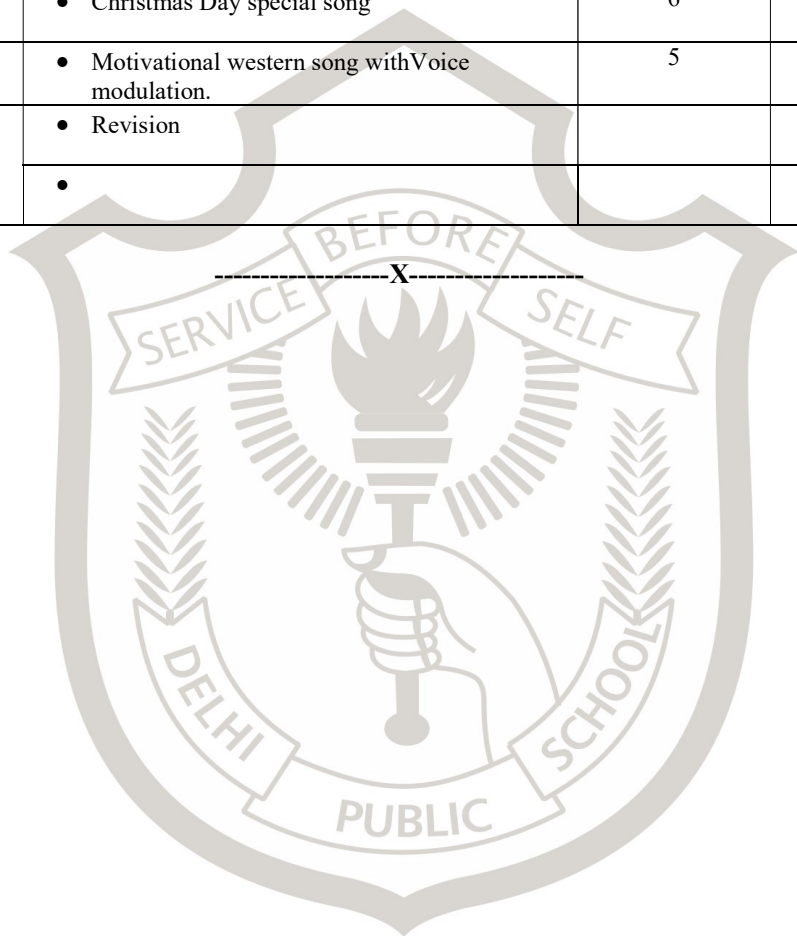 • Christmas Day special song 6
• Motivational western song withVoice 5
modulation.
• Revision
•
-------------------X-------------------
SERVICE BEFORE SELF
DELHI PUBLIC SCHOOL